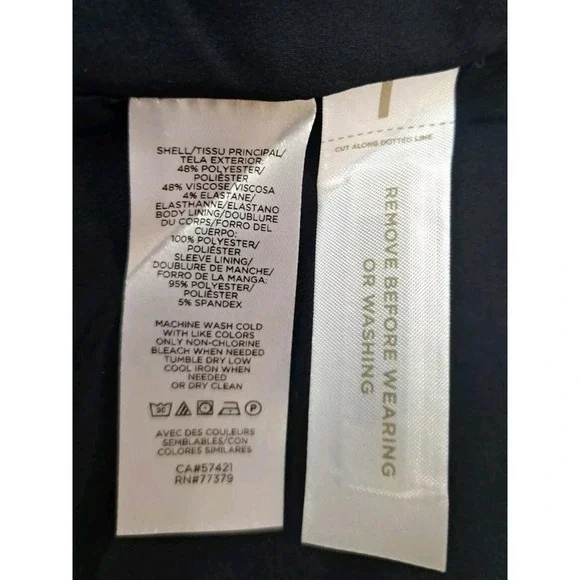 SHELL/TISSU PRINCIPAL/
TELA EXTERIOR:
48% POLYESTER/
POLIÉSTER
48% VISCOSE/VISCOSA
4% ELASTANE/
ELASTHANNE/ELASTANO
BODY LINING/DOUBLURE
DU CORPS/FORRO DEL
CUERPO:
100% POLYESTER/
POLIÉSTER
SLEEVE LINING/
DOUBLURE DE MANCHE/
FORRO DE LA MANGA:
95% POLYESTER/
POLIÉSTER
5% SPANDEX
MACHINE WASH COLD
WITH LIKE COLORS
ONLY NON-CHLORINE
BLEACH WHEN NEEDED
TUMBLE DRY LOW
COOL IRON WHEN
NEEDED
OR DRY CLEAN
30 P
AVEC DES COULEURS
SEMBLABLES/CON
COLORES SIMILARES
CA#57421
RN#77379
CUT ALONG DOTTED LINE
REMOVE BEFORE WEARING
OR WASHING